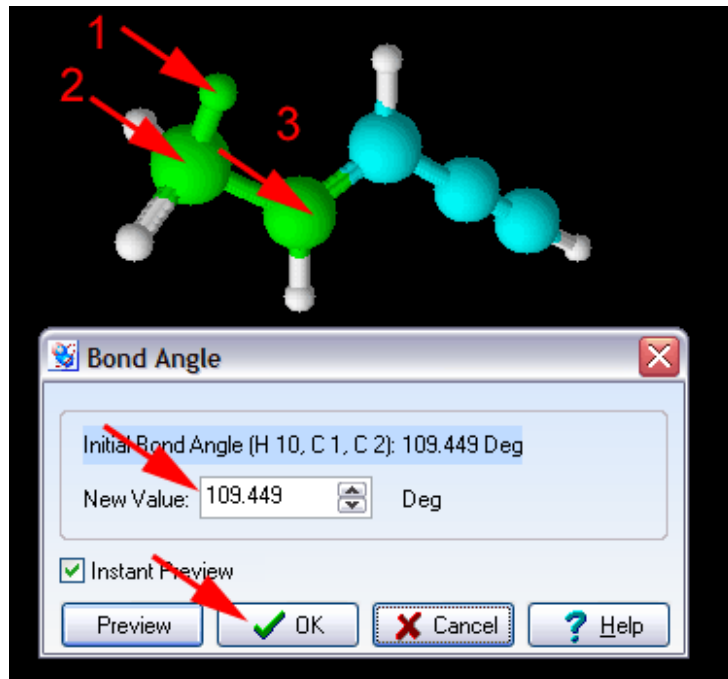 1
2
3
Bond Angle
Initial Bond Angle (H 10, C 1, C 2): 109.449 Deg
New Value: 109.449 Deg
Instant Preview
Preview OK Cancel ? Help